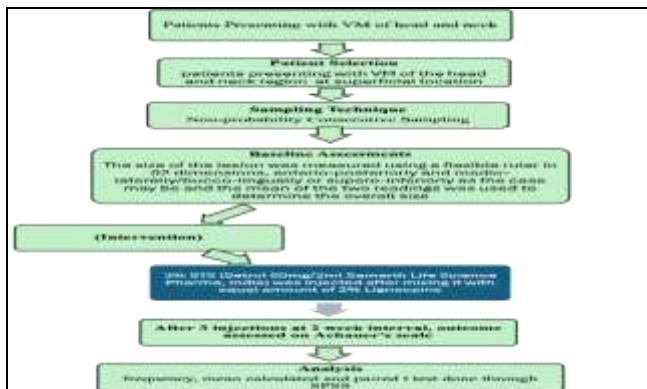 Patients Presenting with VM of head and neck
Patient Selection
patients presenting with VM of the head
and neck region at superficial location
Sampling Technique
Non-probability Consecutive Sampling
Baseline Assessments
The size of the lesion was measured using a flexible ruler in
02 dimensions, anterio-posteriorly and medio-
laterally/bucco-lingually or supero-inferiorly as the case
may be and the mean of the two readings was used to
determine the overall size
(Intervention)
3% STS (Setrol 60mg/2ml Samarth Life Science
Pharma, India) was injected after mixing it with
equal amount of 2% Lignocaine
After 3 injections at 2 week interval, outcome
assessed on Achauer's scale
Analysis
frequency, mean calculated and paired t test done through
SPSS